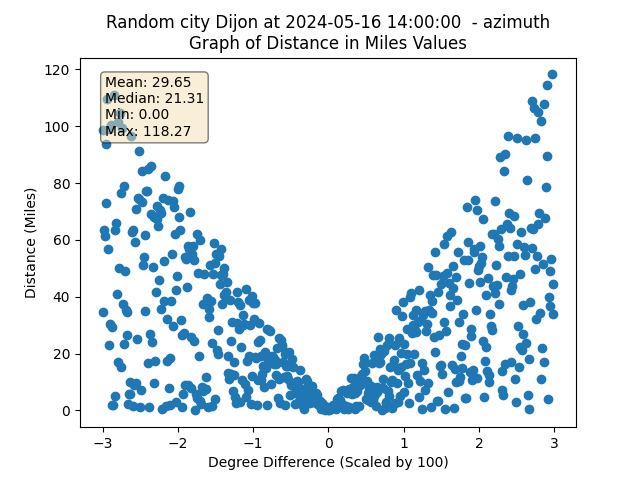 Random city Dijon at 2024-05-16 14:00:00  - azimuth
Graph of Distance in Miles Values
Mean: 29.65
Median: 21.31
Min: 0.00
Max: 118.27
120
100
80
60
40
20
0
Distance (Miles)
−3
−2
−1
0
1
2
3
Degree Difference (Scaled by 100)